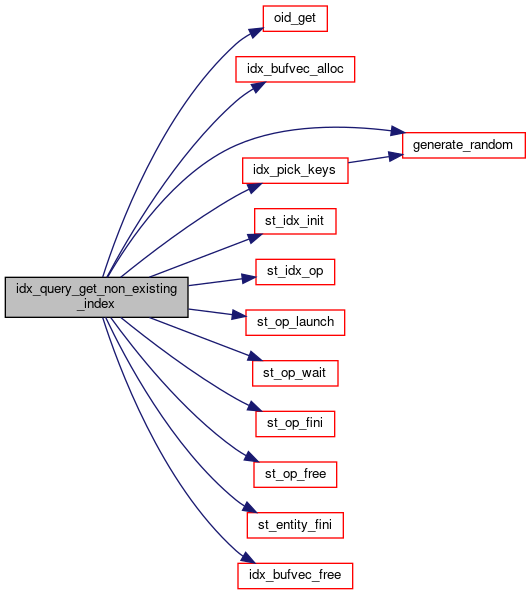 oid_get
idx_bufvec_alloc
generate_random
idx_pick_keys
st_idx_init
st_idx_op
idx_query_get_non_existing
_index
st_op_launch
st_op_wait
st_op_fini
st_op_free
st_entity_fini
idx_bufvec_free